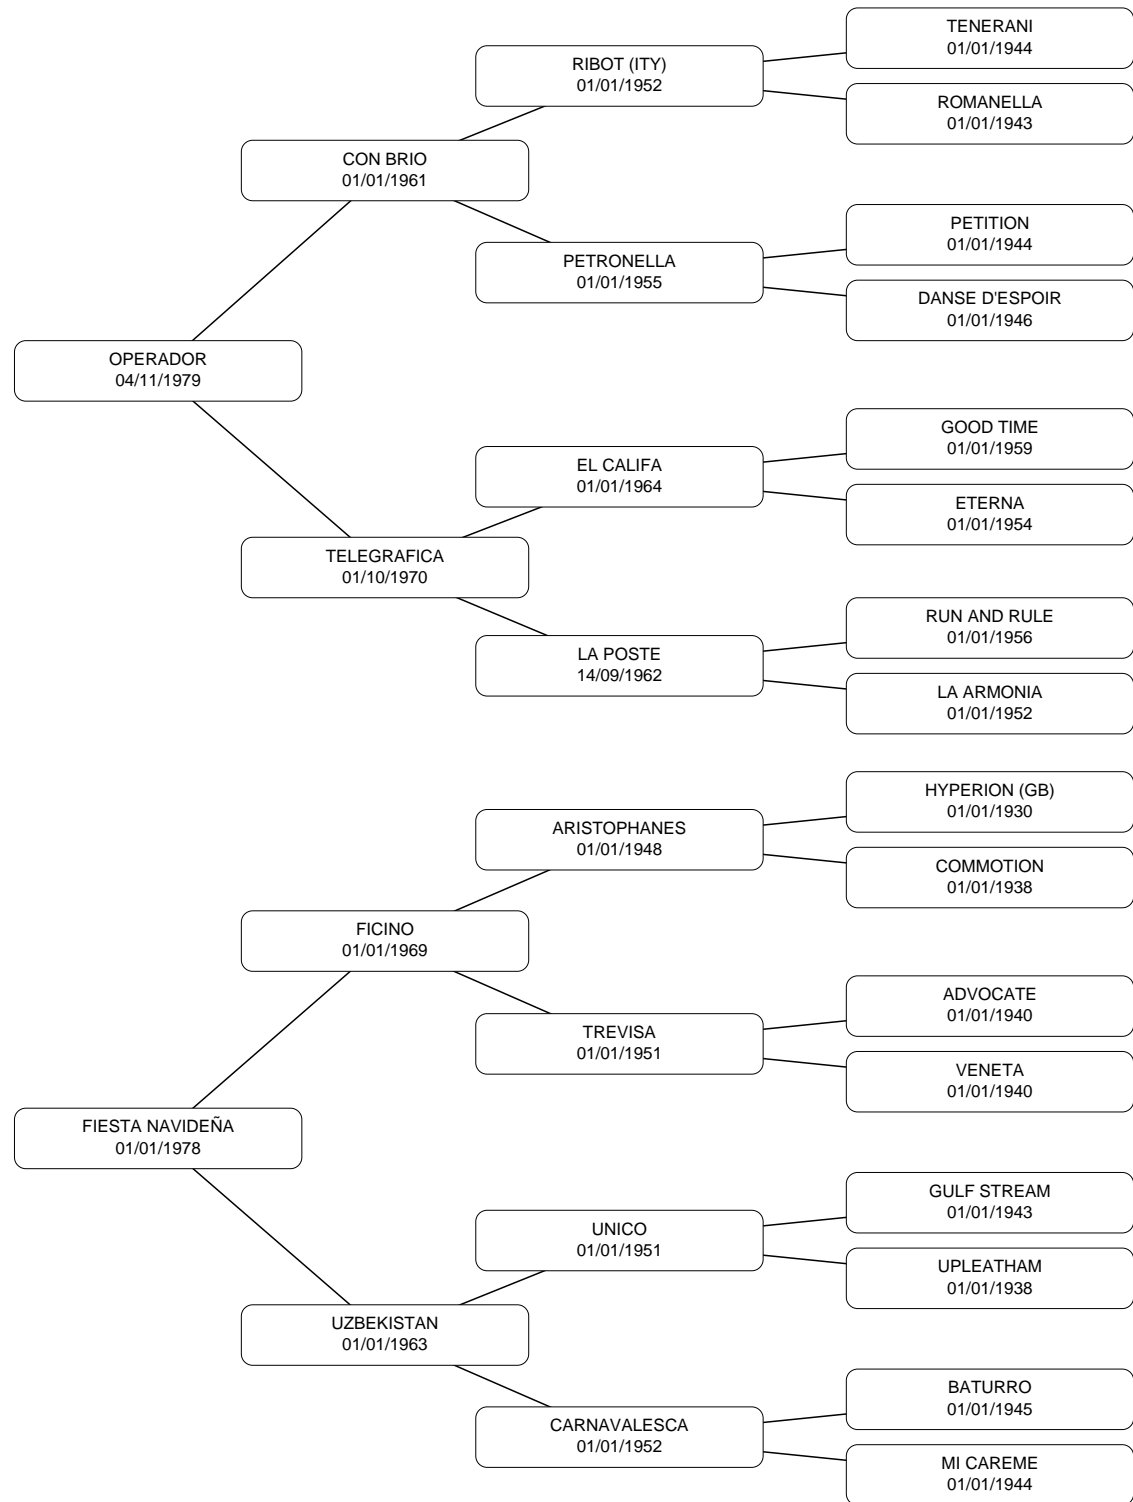 TENERANI
01/01/1944
RIBOT (ITY)
01/01/1952
ROMANELLA
01/01/1943
CON BRIO
01/01/1961
PETITION
01/01/1944
PETRONELLA
01/01/1955
DANSE D'ESPOIR
01/01/1946
OPERADOR
04/11/1979
GOOD TIME
01/01/1959
EL CALIFA
01/01/1964
ETERNA
01/01/1954
TELEGRAFICA
01/10/1970
RUN AND RULE
01/01/1956
LA POSTE
14/09/1962
LA ARMONIA
01/01/1952
HYPERION (GB)
01/01/1930
ARISTOPHANES
01/01/1948
COMMOTION
01/01/1938
FICINO
01/01/1969
ADVOCATE
01/01/1940
TREVISA
01/01/1951
VENETA
01/01/1940
FIESTA NAVIDEÑA
01/01/1978
GULF STREAM
01/01/1943
UNICO
01/01/1951
UPLEATHAM
01/01/1938
UZBEKISTAN
01/01/1963
BATURRO
01/01/1945
CARNAVALESCA
01/01/1952
MI CAREME
01/01/1944